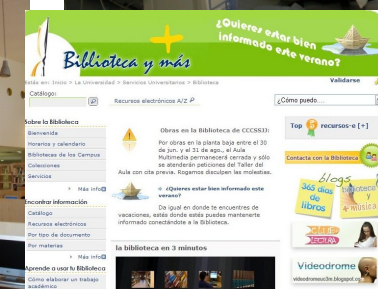 ¿Quieres estar bien
informado este verano?
Biblioteca y más
Estás en: Inicio > La Universidad > Servicios Universitarios > Biblioteca
Validarse
Catálogo:
Recursos electrónicos A/Z
¿Cómo puedo....
Sobre la Biblioteca
Bienvenida
Horarios y calendario
Bibliotecas de los Campus
Colecciones
Servicios
Más info
Encontrar información
Catálogo
Recursos electrónicos
Por tipo de documento
Por materias
Más info
Aprende a usar tu Biblioteca
Cómo elaborar un trabajo
académico
Obras en la Biblioteca de CCCSSJJ:
Por obras en la planta baja entre el 30
de jun. y el 31 de ago., el Aula
Multimedia permanecerá cerrada y sólo
se atenderán peticiones del Taller del
Aula con cita previa. Rogamos disculpen las molestias.
¿Quieres estar bien informado este
verano?
Da igual en donde te encuentres de
vacaciones, estés donde estés puedes mantenerte
informado conectándote a la Biblioteca.
la biblioteca en 3 minutos
Top recursos-e [+]
Contacta con la Biblioteca
blogs
365 días
de
libros
biblioteca
y
+ música
CLUB DE
LECTURA
Videodrome
videodromeuc3m.blogspot.com